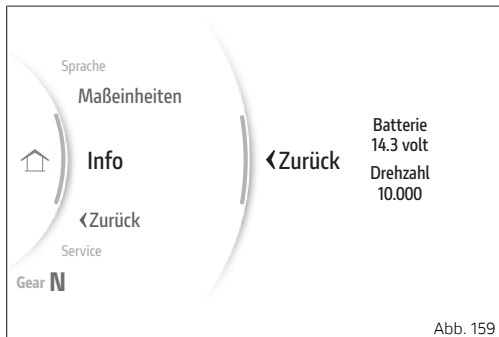 Sprache
Maßeinheiten
Info
Zurück
Service
Gear N
Zurück
Batterie
14.3 volt
Drehzahl
10.000
Abb. 159